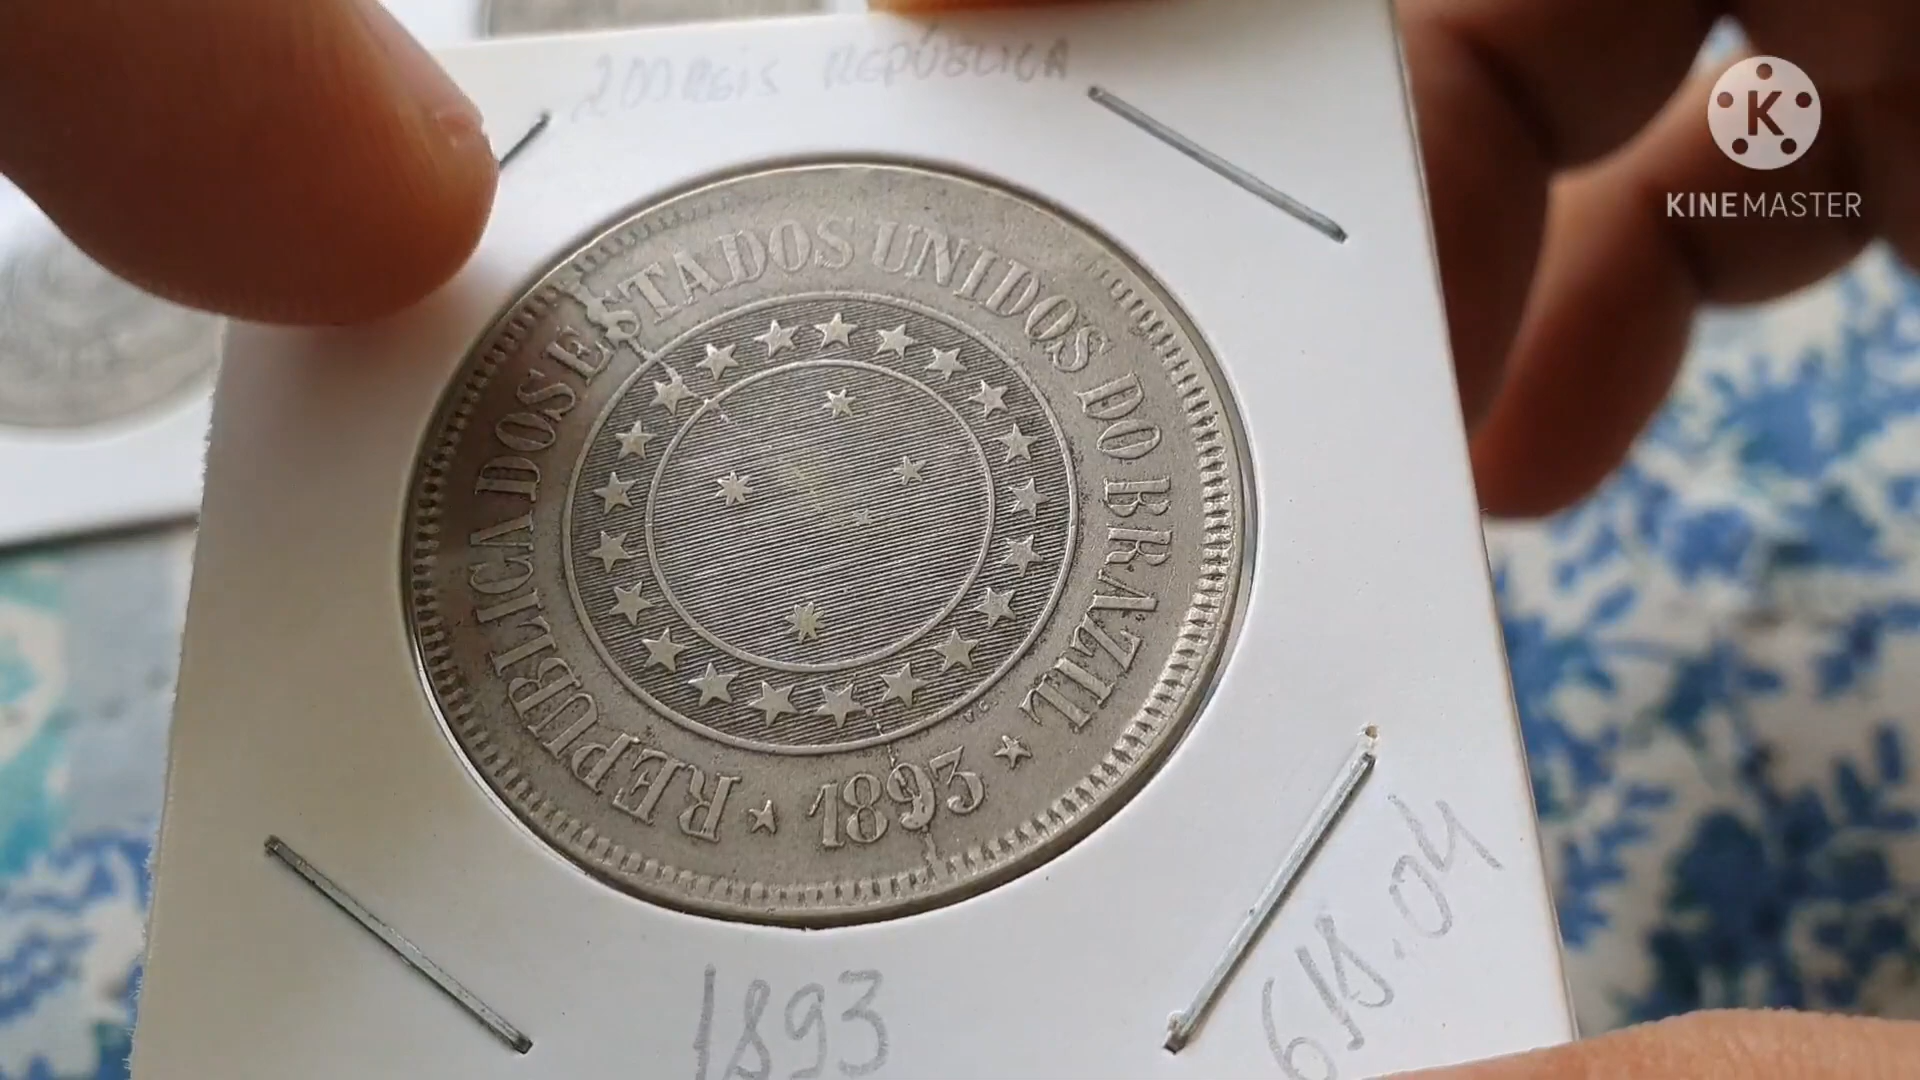 200 REIS REPÚBLICA
REPUBLICA DOS ESTADOS UNIDOS DO BRAZIL
★ 1893 ★
1893
K
KINEMASTER